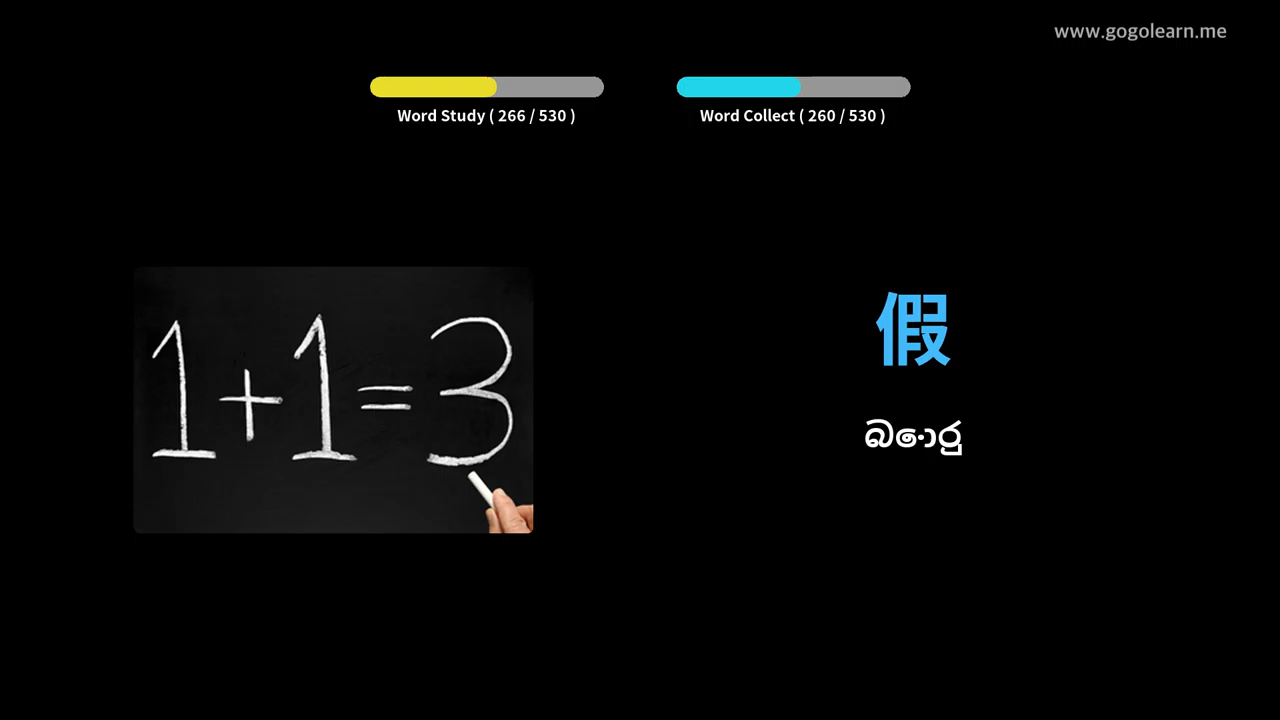 www.gogolearn.me
Word Study ( 266 / 530 )
Word Collect ( 260 / 530 )
1+1=3
假
බොරු